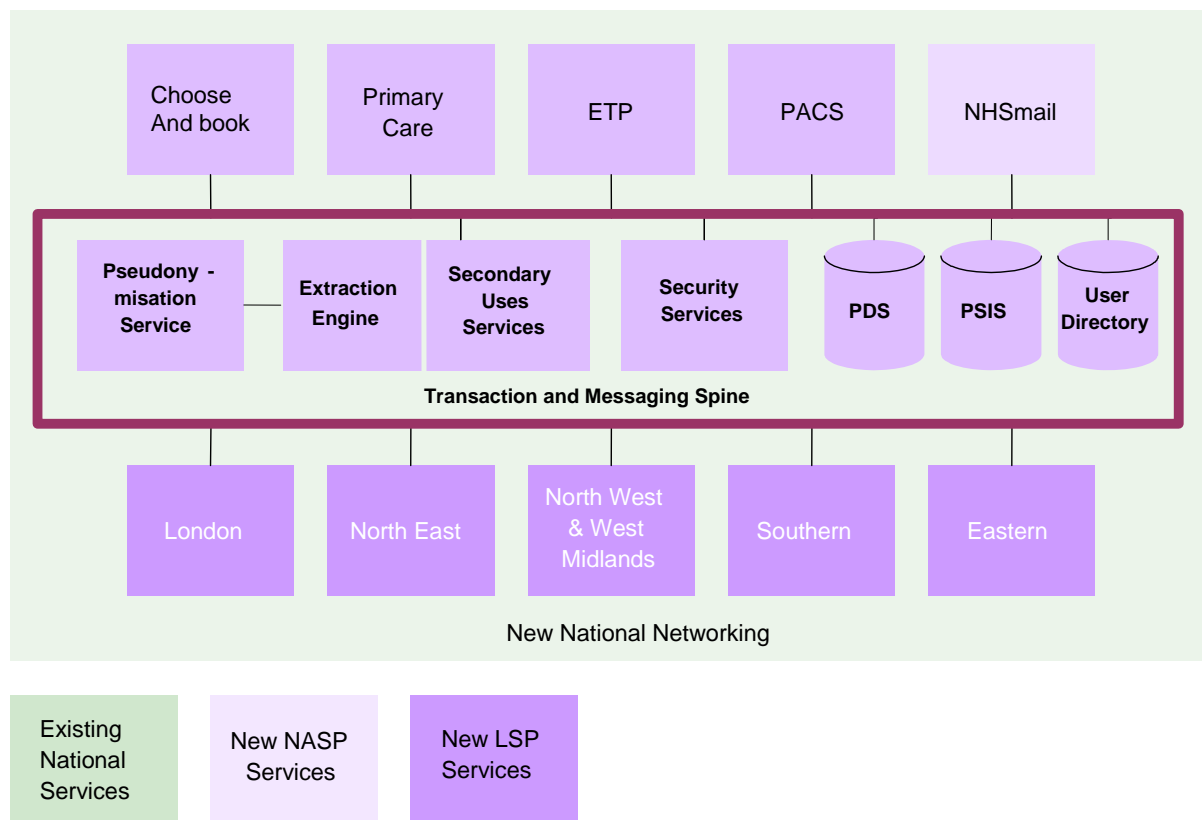 Choose
And book
Primary
Care
ETP
PACS
NHSmail
Pseudony -
misation
Service
Extraction
Engine
Secondary
Uses
Services
Security
Services
PDS
PSIS
User
Directory
Transaction and Messaging Spine
London
North East
North West
& West
Midlands
Southern
Eastern
New National Networking
Existing
National
Services
New NASP
Services
New LSP
Services